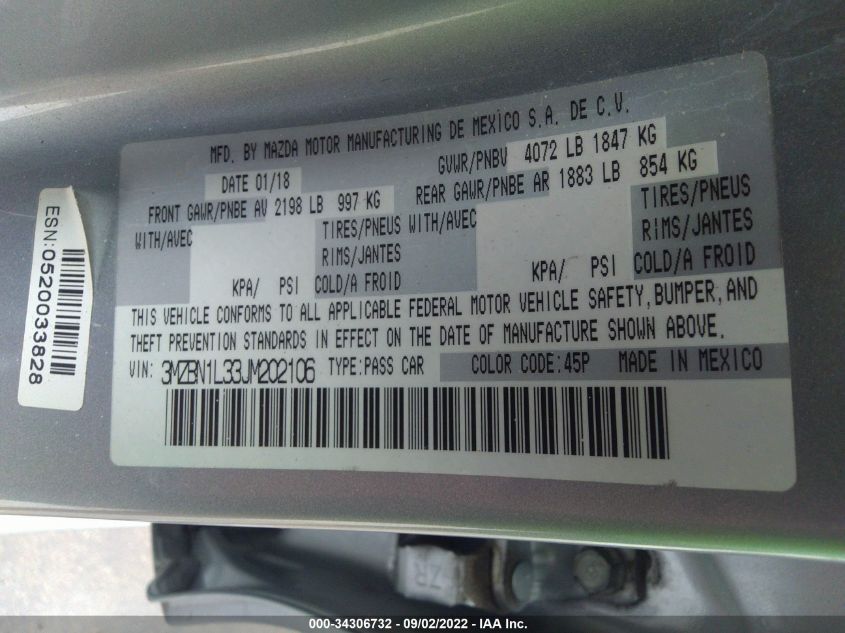 MFD. BY MAZDA MOTOR MANUFACTURING DE MEXICO S.A. DE C.V.
DATE 01/18
GVWR/PNBV 4072 LB 1847 KG
FRONT GAWR/PNBE AV 2198 LB 997 KG
REAR GAWR/PNBE AR 1883 LB 854 KG
WITH/AVEC
TIRES/PNEUS
WITH/AVEC
TIRES/PNEUS
RIMS/JANTES
RIMS/JANTES
KPA/ PSI COLD/A FROID
KPA/ PSI COLD/A FROID
THIS VEHICLE CONFORMS TO ALL APPLICABLE FEDERAL MOTOR VEHICLE SAFETY, BUMPER, AND
THEFT PREVENTION STANDARDS IN EFFECT ON THE DATE OF MANUFACTURE SHOWN ABOVE.
VIN: 3MZBN1L33JM202106 TYPE:PASS CAR COLOR CODE:45P MADE IN MEXICO
ESN:0520033828
ZR
000-34306732 - 09/02/2022 - IAA Inc.